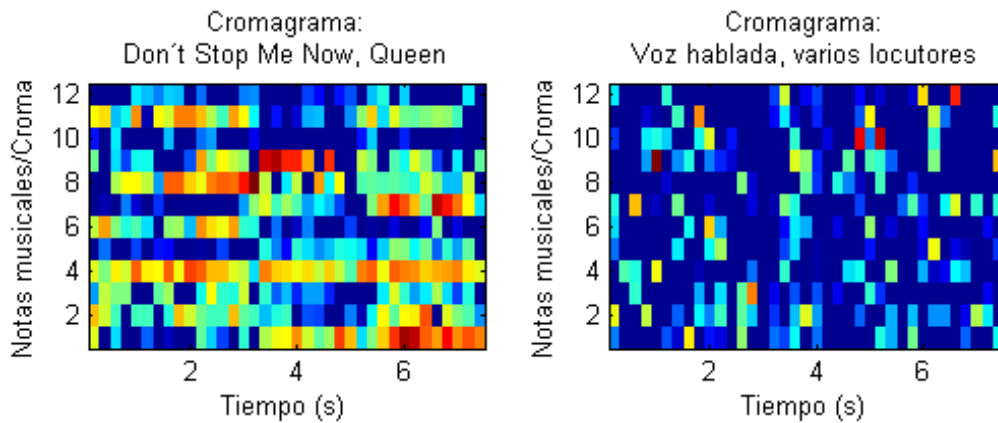 Cromagrama:
Don´t Stop Me Now, Queen
Notas musicales/Croma
12
10
8
6
4
2
2
4
6
Tiempo (s)
Cromagrama:
Voz hablada, varios locutores
Notas musicales/Croma
12
10
8
6
4
2
2
4
6
Tiempo (s)